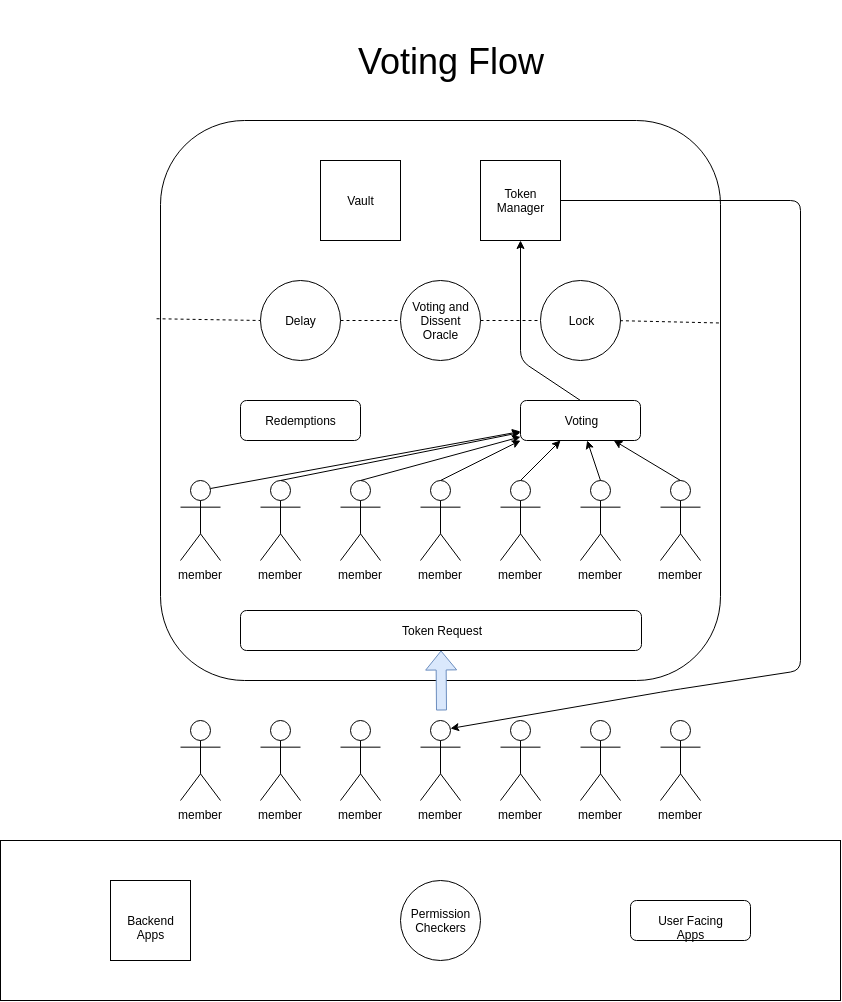 Voting Flow
Vault
Token
Manager
Delay
Voting and
Dissent
Oracle
Lock
Redemptions
Voting
member
member
member
member
member
member
member
Token Request
member
member
member
member
member
member
member
Backend
Apps
Permission
Checkers
User Facing
Apps